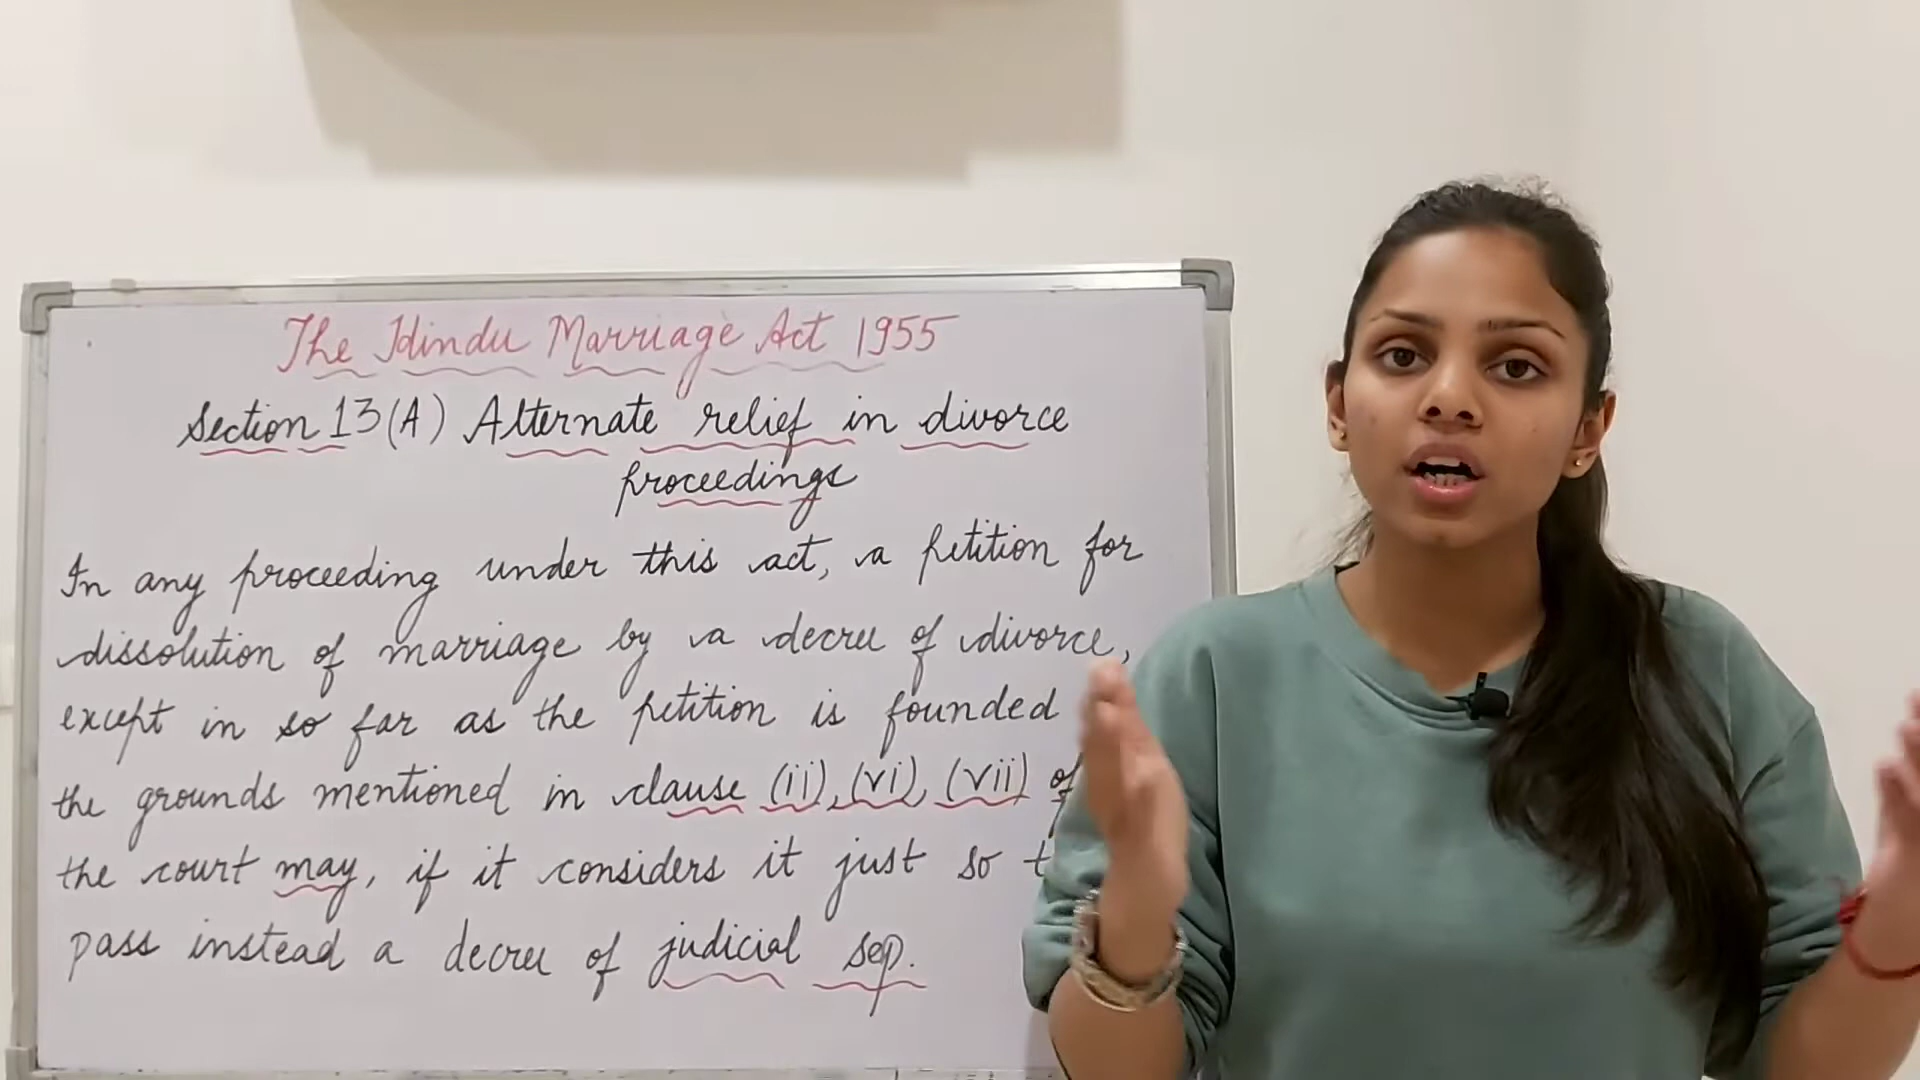 The Hindu Marriage Act 1955
Section 13(A) Alternate relief in divorce
proceedings
In any proceeding under this act, a petition for
dissolution of marriage by a decree of divorce,
except in so far as the petition is founded
the grounds mentioned in clause (ii), (vi), (vii) of
the court may, if it considers it just so
pass instead a decree of judicial sep.